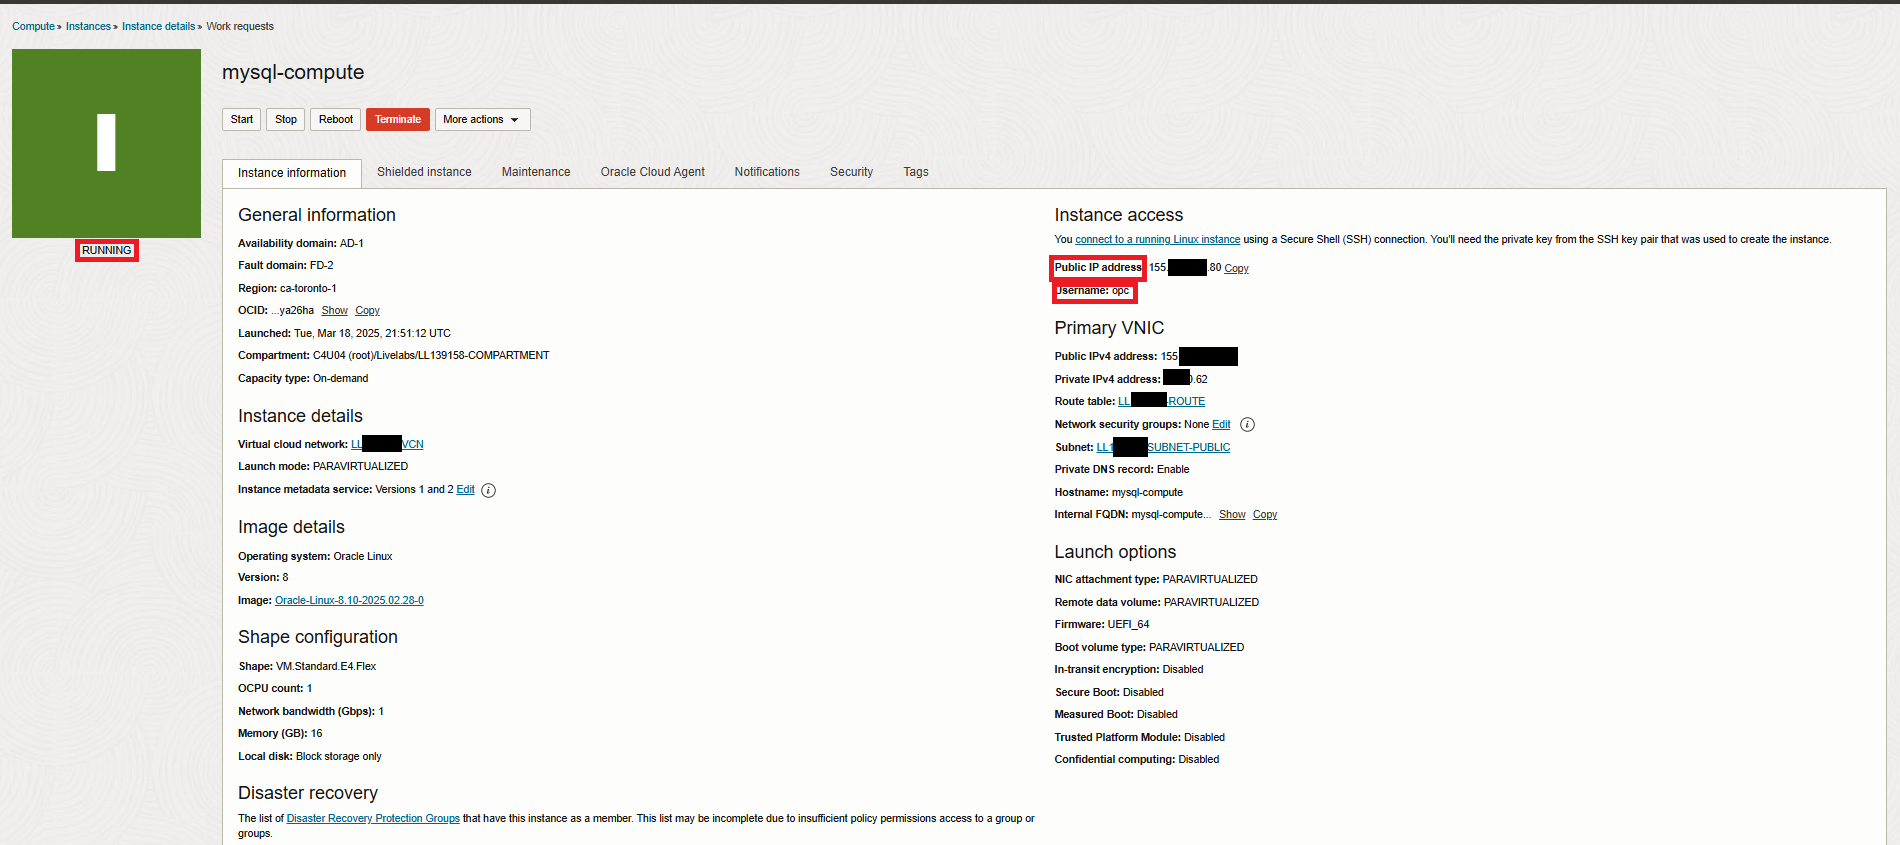 Compute » Instances » Instance details » Work requests
RUNNING
mysql-compute
Start Stop Reboot Terminate More actions
Instance information Shielded instance Maintenance Oracle Cloud Agent Notifications Security Tags
General information
Availability domain: AD-1
Fault domain: FD-2
Region: ca-toronto-1
OCID: ...ya26ha Show Copy
Launched: Tue, Mar 18, 2025, 21:51:12 UTC
Compartment: C4U04 (root)/Livelabs/LL139158-COMPARTMENT
Capacity type: On-demand
Instance details
Virtual cloud network: LL VCN
Launch mode: PARAVIRTUALIZED
Instance metadata service: Versions 1 and 2 Edit i
Image details
Operating system: Oracle Linux
Version: 8
Image: Oracle-Linux-8.10-2025.02.28-0
Shape configuration
Shape: VM.Standard.E4.Flex
OCPU count: 1
Network bandwidth (Gbps): 1
Memory (GB): 16
Local disk: Block storage only
Disaster recovery
The list of Disaster Recovery Protection Groups that have this instance as a member. This list may be incomplete due to insufficient policy permissions access to a group or
groups.
Instance access
You connect to a running Linux instance using a Secure Shell (SSH) connection. You'll need the private key from the SSH key pair that was used to create the instance.
Public IP address 155. .80 Copy
Username: opc
Primary VNIC
Public IPv4 address: 155
Private IPv4 address: .62
Route table: LL -ROUTE
Network security groups: None Edit i
Subnet: LL1 SUBNET-PUBLIC
Private DNS record: Enable
Hostname: mysql-compute
Internal FQDN: mysql-compute... Show Copy
Launch options
NIC attachment type: PARAVIRTUALIZED
Remote data volume: PARAVIRTUALIZED
Firmware: UEFI_64
Boot volume type: PARAVIRTUALIZED
In-transit encryption: Disabled
Secure Boot: Disabled
Measured Boot: Disabled
Trusted Platform Module: Disabled
Confidential computing: Disabled